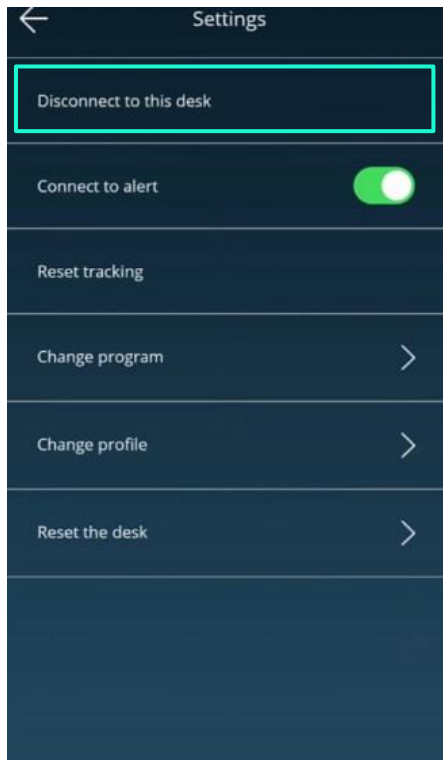 Settings
Disconnect to this desk
Connect to alert
Reset tracking
Change program
Change profile
Reset the desk